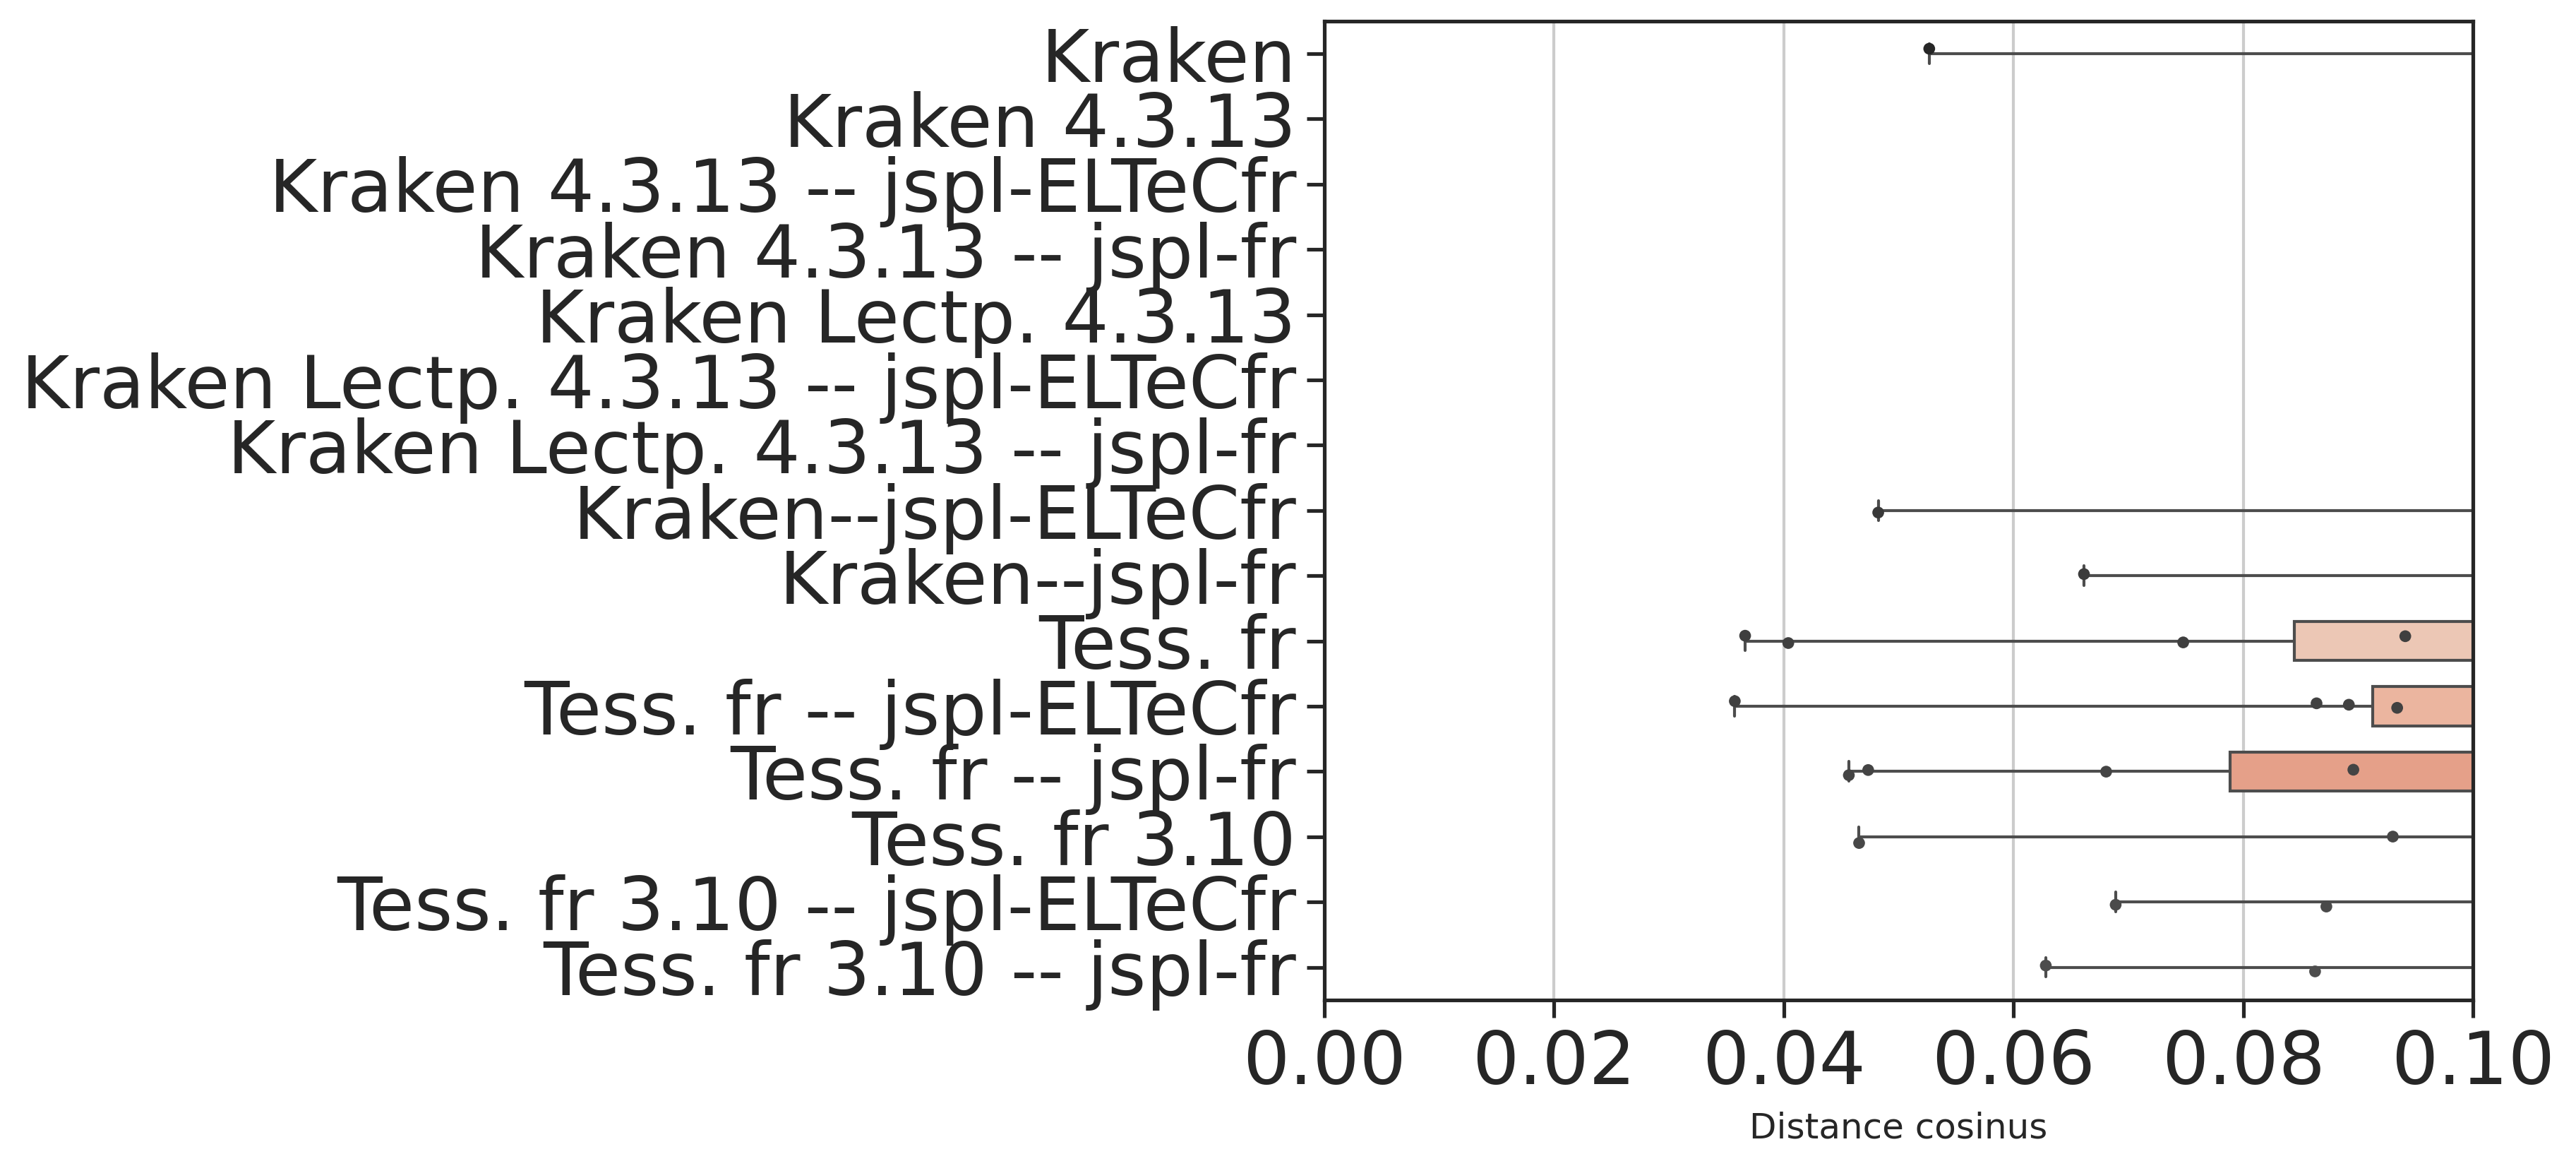 Kraken
Kraken 4.3.13
Kraken 4.3.13 -- jspl-ELTeCfr
Kraken 4.3.13 -- jspl-fr
Kraken Lectp. 4.3.13
Kraken Lectp. 4.3.13 -- jspl-ELTeCfr
Kraken Lectp. 4.3.13 -- jspl-fr
Kraken--jspl-ELTeCfr
Kraken--jspl-fr
Tess. fr
Tess. fr -- jspl-ELTeCfr
Tess. fr -- jspl-fr
Tess. fr 3.10
Tess. fr 3.10 -- jspl-ELTeCfr
Tess. fr 3.10 -- jspl-fr
0.00 0.02 0.04 0.06 0.08 0.10
Distance cosinus